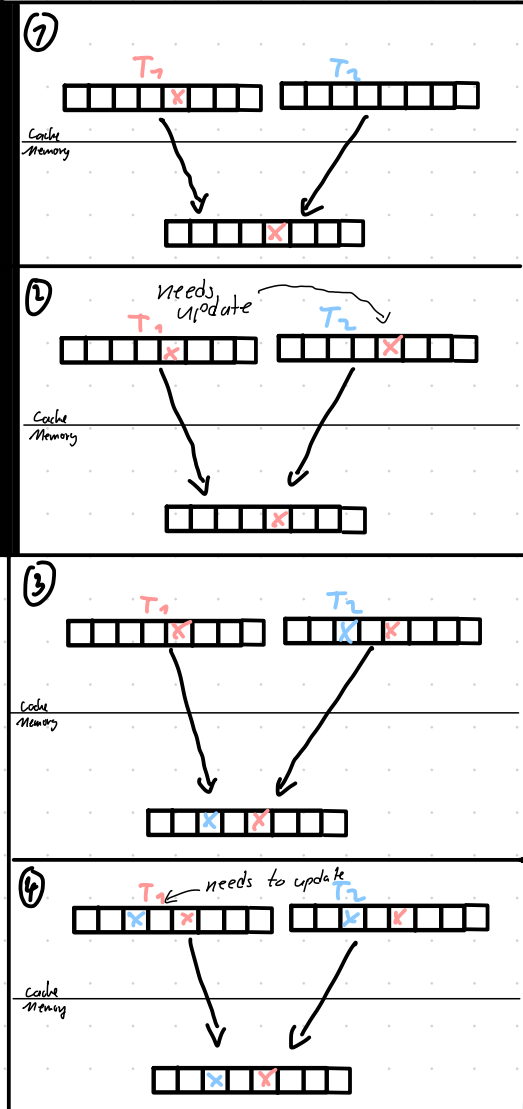 1
T1 T2
x
Cache
Memory
x
2
needs
update
T1 T2
x x
Cache
Memory
x
3
T1 T2
x x x
Cache
Memory
x x
4
needs to update
T1 T2
x x x x
Cache
Memory
x x